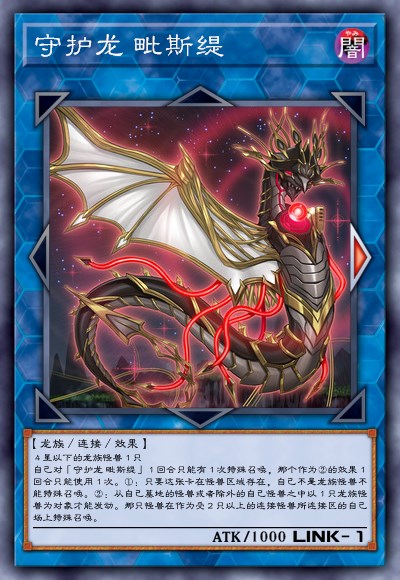 守护龙 毗斯缇
やみ
闇
【龙族／连接／效果】
4星以下的龙族怪兽1只
自己对「守护龙 毗斯缇」1回合只能有1次特殊召唤，那个作为②的效果1
回合只能使用1次。①：只要这张卡在怪兽区域存在，自己不是龙族怪兽不
能特殊召唤。②：从自己墓地的怪兽或者除外的自己怪兽之中以1只龙族怪
兽为对象才能发动。那只怪兽在作为受2只以上的连接怪兽所连接区的自己
场上特殊召唤。
ATK/1000 LINK-1